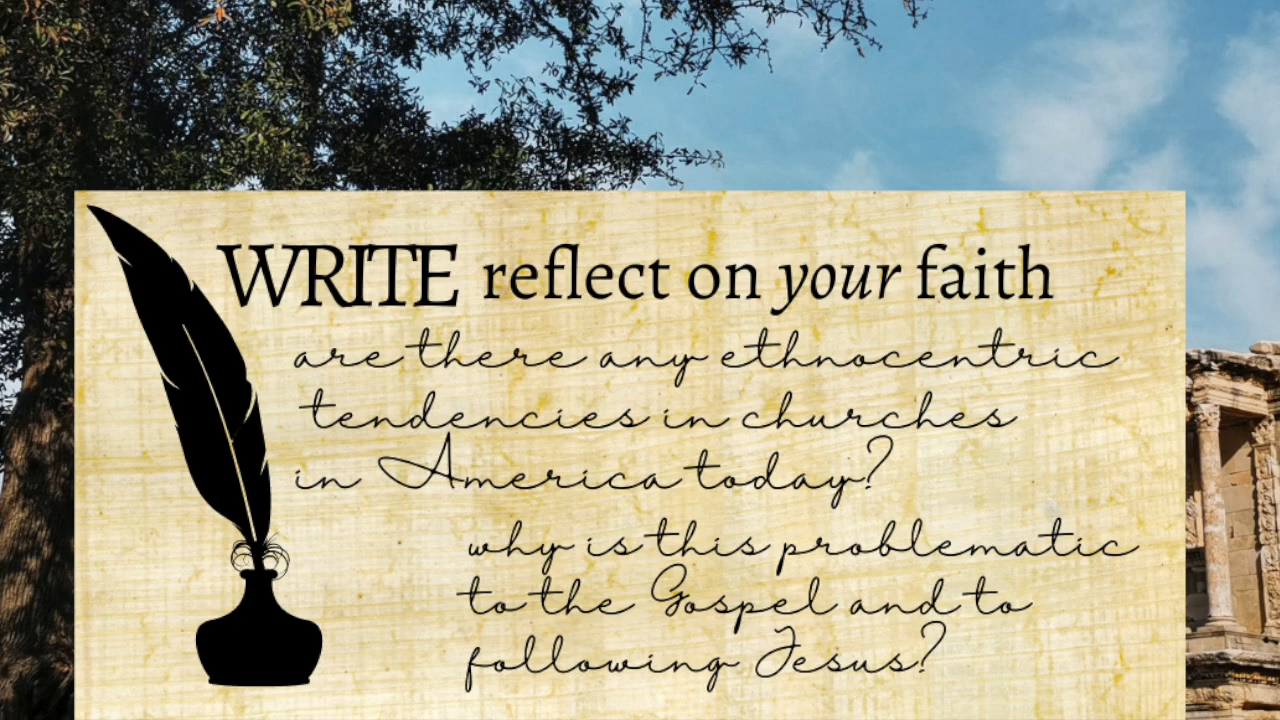 WRITE reflect on your faith
are there any ethnocentric
tendencies in churches
in America today?
why is this problematic
to the Gospel and to
following Jesus?